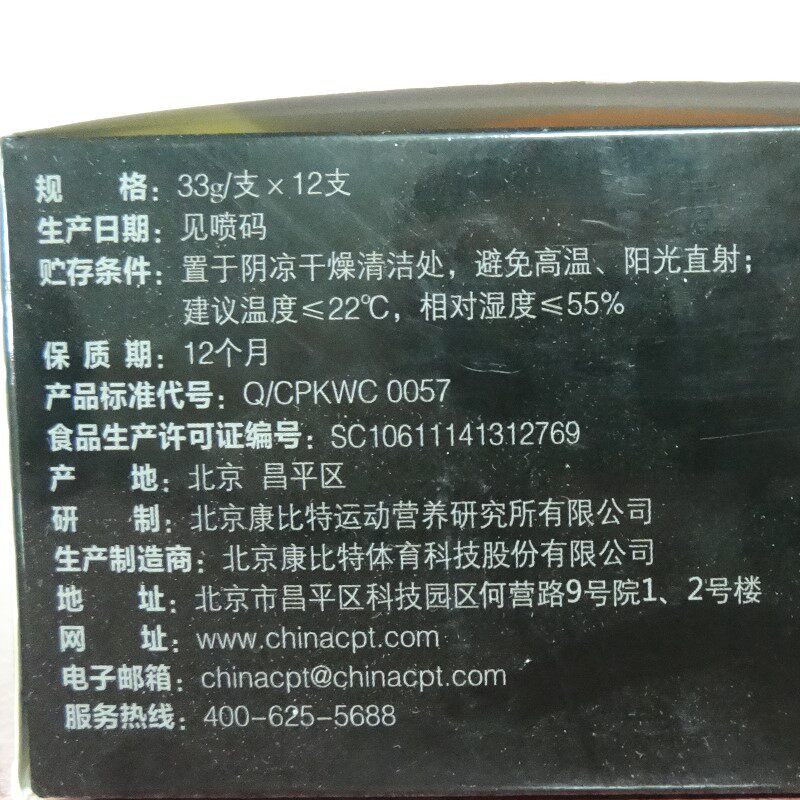 规 格：33g/支×12支
生产日期：见喷码
贮存条件：置于阴凉干燥清洁处，避免高温、阳光直射；
建议温度≤22℃，相对湿度≤55%
保 质 期：12个月
产品标准代号：Q/CPKWC 0057
食品生产许可证编号：SC10611141312769
产 地：北京 昌平区
研 制：北京康比特运动营养研究所有限公司
生产制造商：北京康比特体育科技股份有限公司
地 址：北京市昌平区科技园区何营路9号院1、2号楼
网 址：www.chinacpt.com
电子邮箱：chinacpt@chinacpt.com
服务热线：400-625-5688